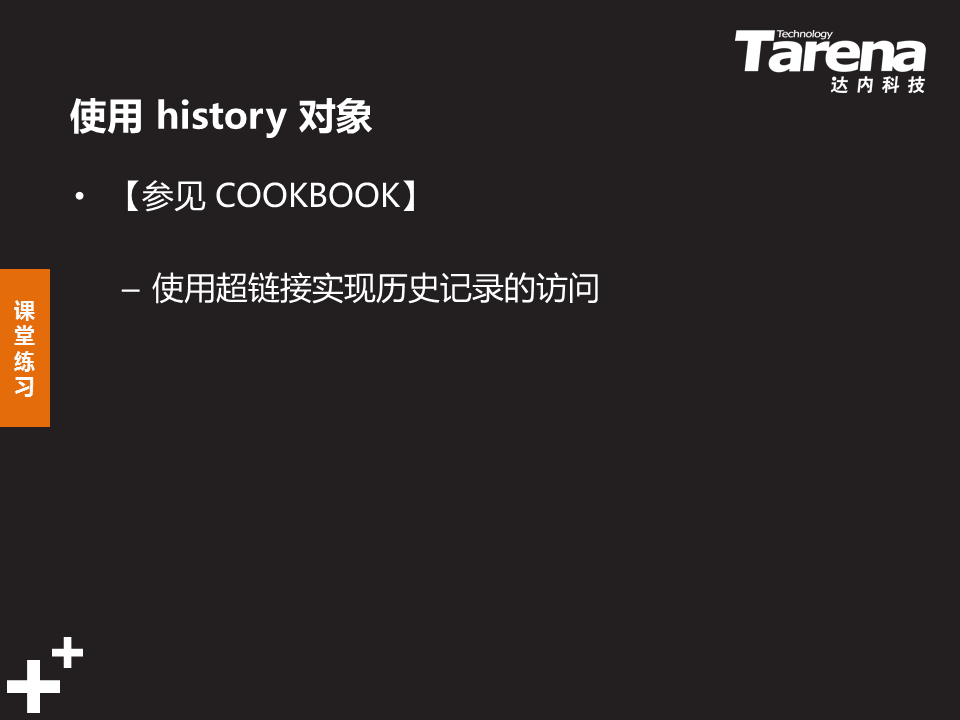 Technology
Tarena
达内科技
使用 history 对象
• 【参见 COOKBOOK】
– 使用超链接实现历史记录的访问
课
堂
练
习